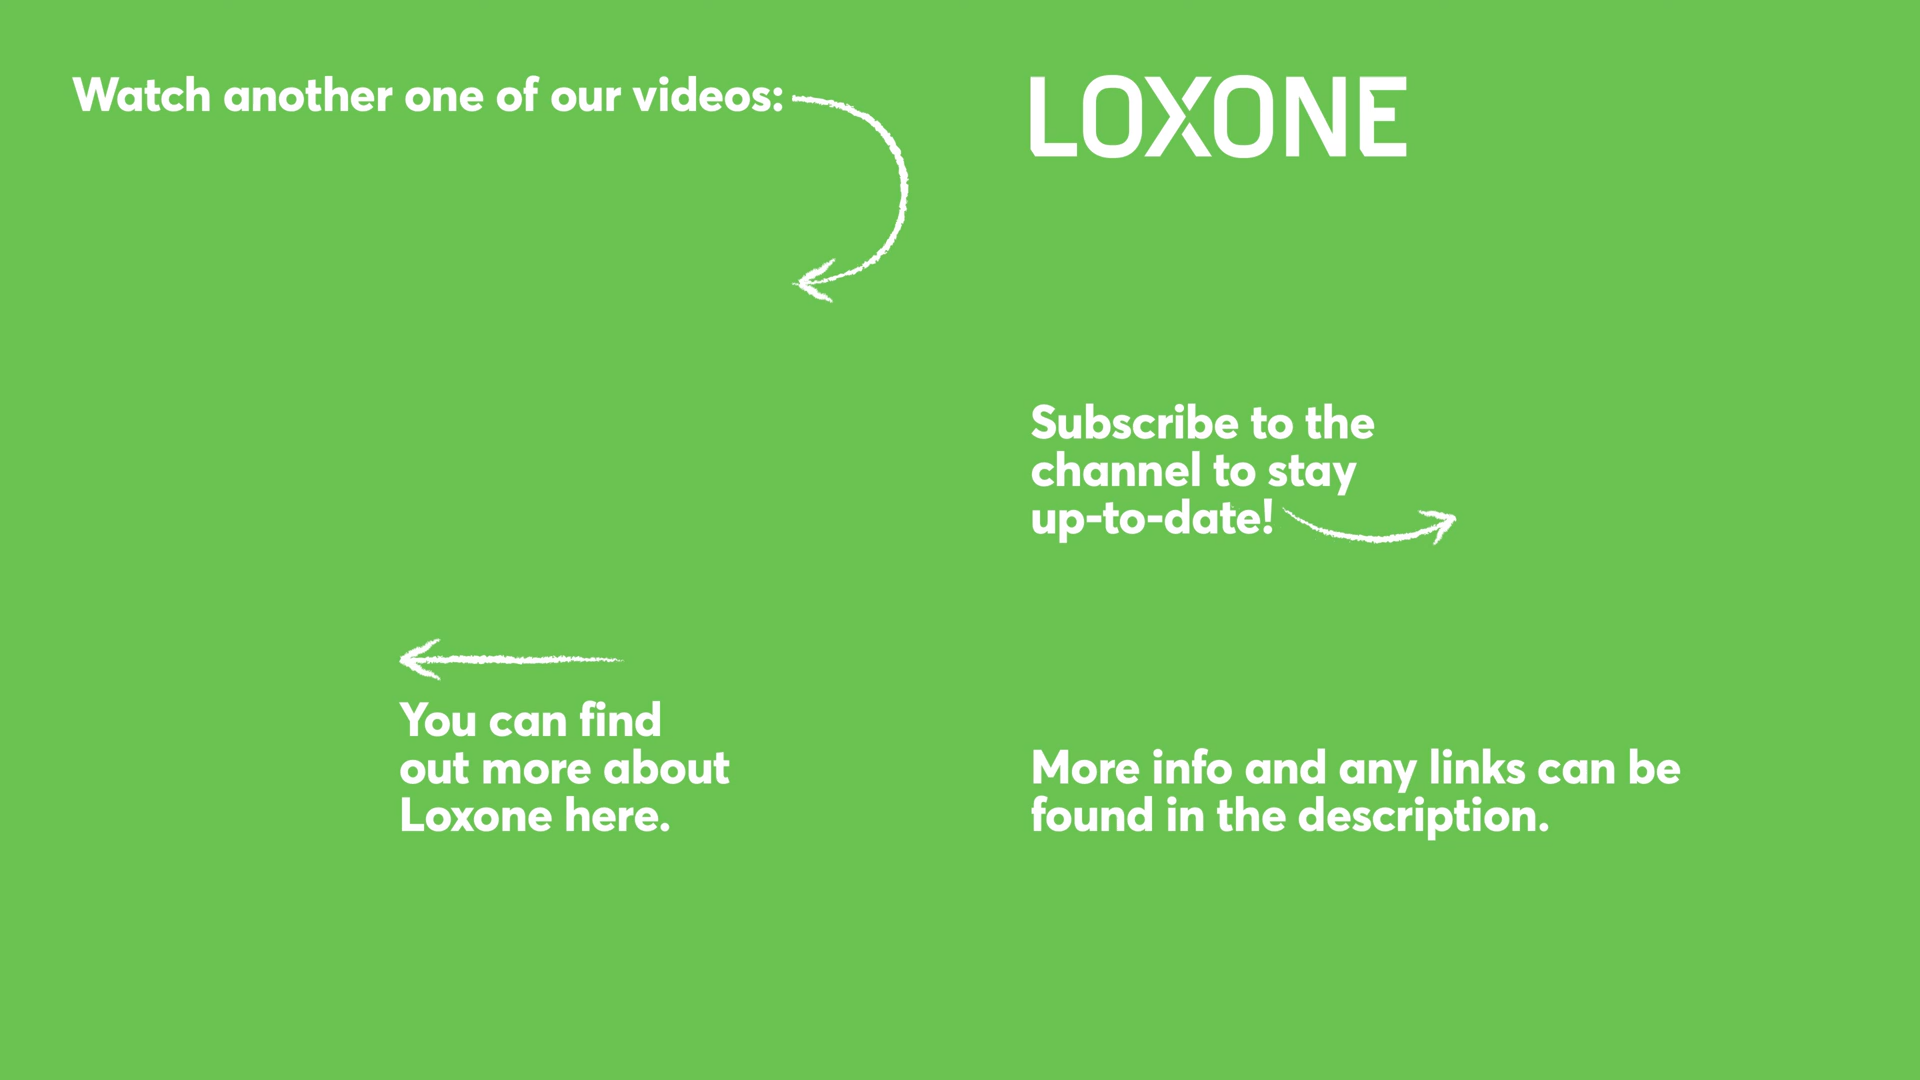 Watch another one of our videos:
LOXONE
Subscribe to the
channel to stay
up-to-date!
You can find
out more about
Loxone here.
More info and any links can be
found in the description.